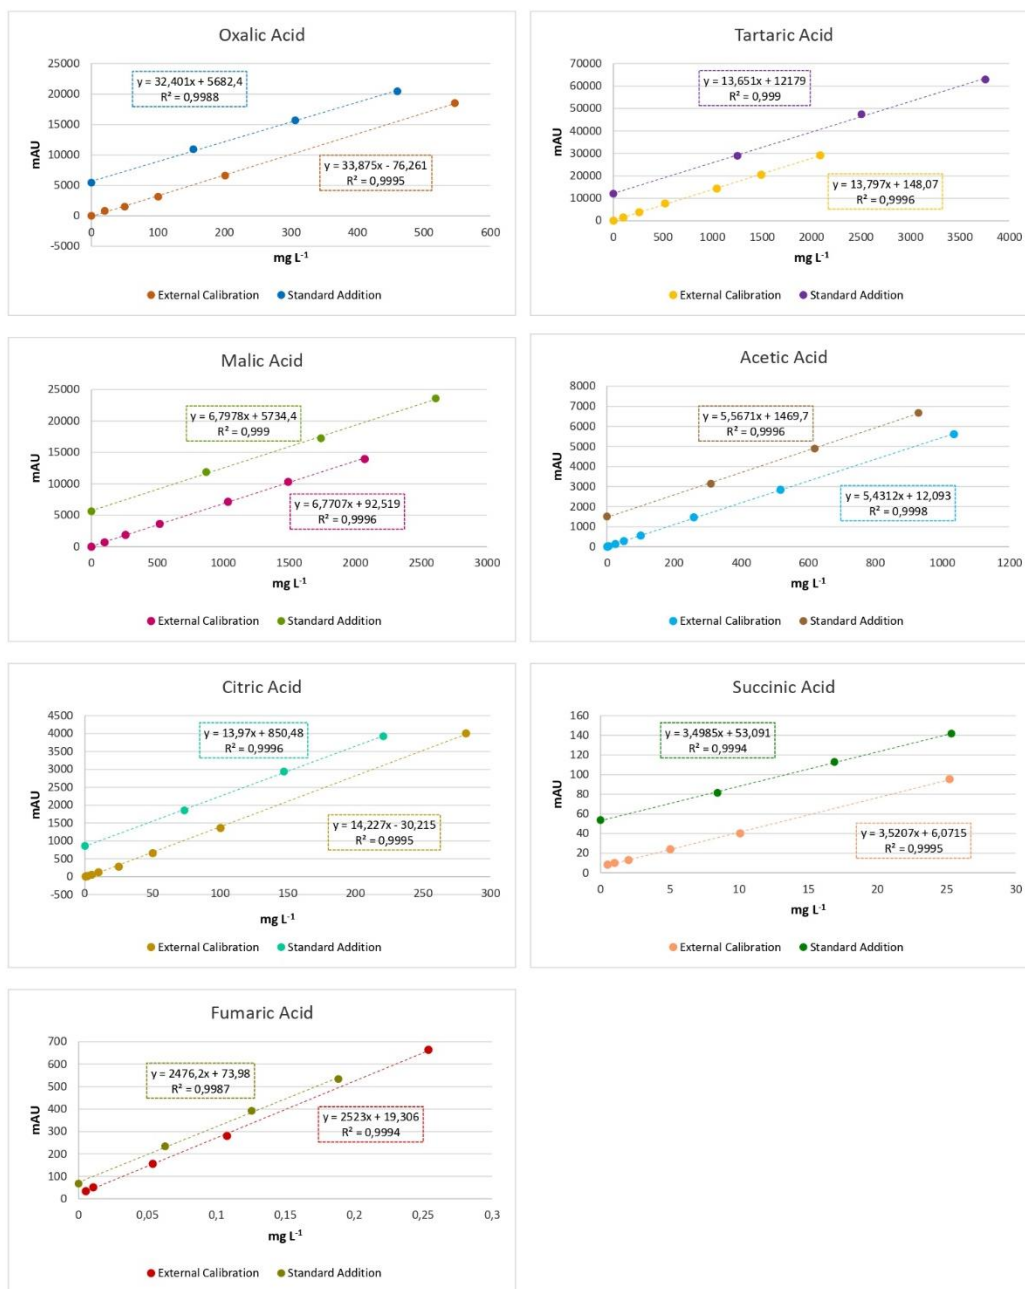 Oxalic Acid
25000
20000
15000
10000
5000
0
-5000
mAU
y = 32,401x + 5682,4
R² = 0,9988
y = 33,875x - 76,261
R² = 0,9995
0 100 200 300 400 500 600
mg L⁻¹
External Calibration Standard Addition
Tartaric Acid
70000
60000
50000
40000
30000
20000
10000
0
mAU
y = 13,651x + 12179
R² = 0,999
y = 13,797x + 148,07
R² = 0,9996
0 500 1000 1500 2000 2500 3000 3500 4000
mg L⁻¹
External Calibration Standard Addition
Malic Acid
25000
20000
15000
10000
5000
0
mAU
y = 6,7978x + 5734,4
R² = 0,999
y = 6,7707x + 92,519
R² = 0,9996
0 500 1000 1500 2000 2500 3000
mg L⁻¹
External Calibration Standard Addition
Acetic Acid
8000
7000
6000
5000
4000
3000
2000
1000
0
mAU
y = 5,5671x + 1469,7
R² = 0,9996
y = 5,4312x + 12,093
R² = 0,9998
0 200 400 600 800 1000 1200
mg L⁻¹
External Calibration Standard Addition
Citric Acid
4500
4000
3500
3000
2500
2000
1500
1000
500
0
-500
mAU
y = 13,97x + 850,48
R² = 0,9996
y = 14,227x - 30,215
R² = 0,9995
0 50 100 150 200 250 300
mg L⁻¹
External Calibration Standard Addition
Succinic Acid
160
140
120
100
80
60
40
20
0
mAU
y = 3,4985x + 53,091
R² = 0,9994
y = 3,5207x + 6,0715
R² = 0,9995
0 5 10 15 20 25 30
mg L⁻¹
External Calibration Standard Addition
Fumaric Acid
700
600
500
400
300
200
100
0
mAU
y = 2476,2x + 73,98
R² = 0,9987
y = 2523x + 19,306
R² = 0,9994
0 0,05 0,1 0,15 0,2 0,25 0,3
mg L⁻¹
External Calibration Standard Addition